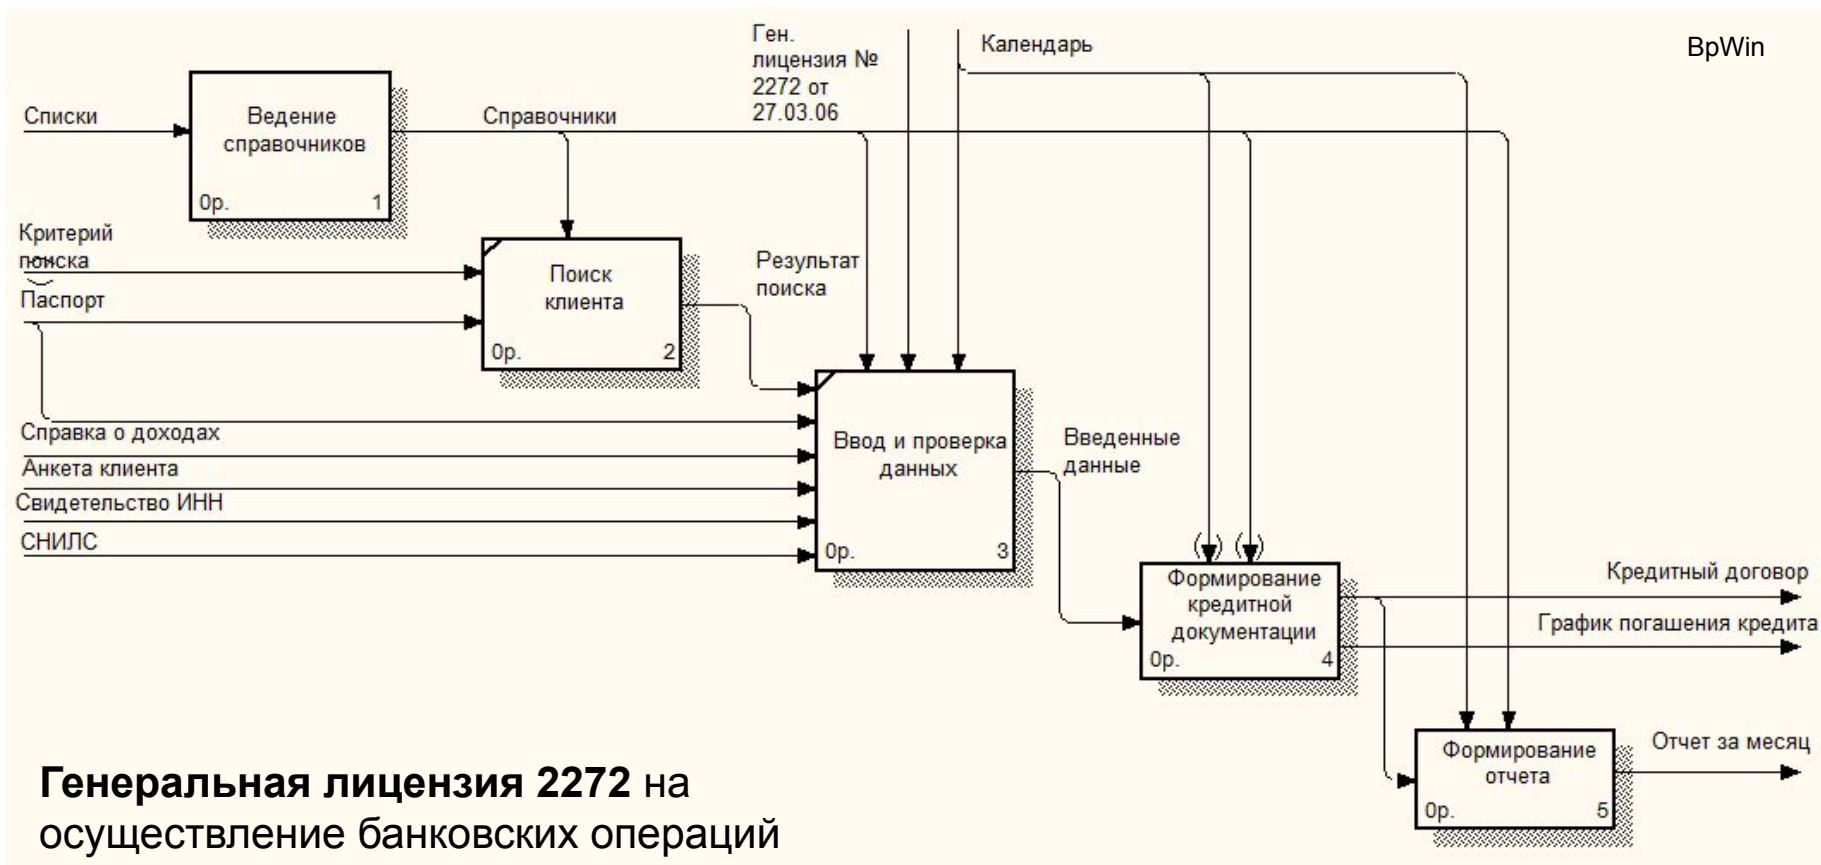 Ген.
лицензия №
2272 от
27.03.06
Календарь
BpWin
Списки
Ведение
справочников
0р.
1
Справочники
Критерий
поиска
Паспорт
Поиск
клиента
0р.
2
Результат
поиска
Справка о доходах
Анкета клиента
Свидетельство ИНН
СНИЛС
Ввод и проверка
данных
0р.
3
Введенные
данные
Формирование
кредитной
документации
0р.
4
Кредитный договор
График погашения кредита
Формирование
отчета
0р.
5
Отчет за месяц
Генеральная лицензия 2272 на
осуществление банковских операций